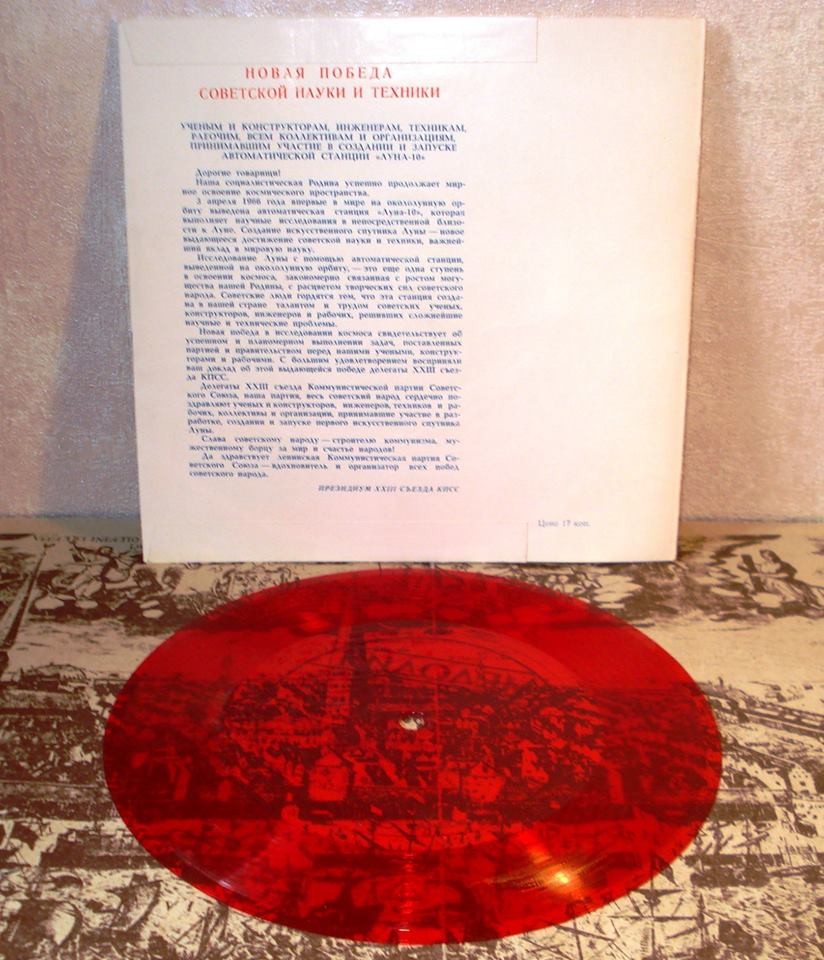 НОВАЯ ПОБЕДА
СОВЕТСКОЙ НАУКИ И ТЕХНИКИ
УЧЕНЫМ И КОНСТРУКТОРАМ, ИНЖЕНЕРАМ, ТЕХНИКАМ,
РАБОЧИМ, ВСЕМ КОЛЛЕКТИВАМ И ОРГАНИЗАЦИЯМ,
ПРИНИМАВШИМ УЧАСТИЕ В СОЗДАНИИ И ЗАПУСКЕ
АВТОМАТИЧЕСКОЙ СТАНЦИИ «ЛУНА-10»
Дорогие товарищи!
Наша социалистическая Родина успешно продолжает мир-
ное освоение космического пространства.
3 апреля 1966 года впервые в мире на окололунную ор-
биту выведена автоматическая станция «Луна-10», которая
выполняет научные исследования в непосредственной близо-
сти к Луне. Создание искусственного спутника Луны — новое
выдающееся достижение советской науки и техники, важней-
ший вклад в мировую науку.
Исследование Луны с помощью автоматической станции,
выведенной на окололунную орбиту, — это еще одна ступень
в освоении космоса, закономерно связанная с ростом могу-
щества нашей Родины, с расцветом творческих сил советского
народа. Советские люди гордятся тем, что эта станция созда-
на в нашей стране талантом и трудом советских ученых,
конструкторов, инженеров и рабочих, решивших сложнейшие
научные и технические проблемы.
Новая победа в исследовании космоса свидетельствует об
успешном и планомерном выполнении задач, поставленных
партией и правительством перед нашими учеными, конструк-
торами и рабочими. С большим удовлетворением восприняли
ваш доклад об этой выдающейся победе делегаты XXIII съез-
да КПСС.
Делегаты XXIII съезда Коммунистической партии Советс-
кого Союза, наша партия, весь советский народ сердечно по-
здравляют ученых и конструкторов, инженеров, техников и ра-
бочих, коллективы и организации, принимавшие участие в раз-
работке, создании и запуске первого искусственного спутника
Луны.
Слава советскому народу — строителю коммунизма, му-
жественному борцу за мир и счастье народов!
Да здравствует ленинская Коммунистическая партия Со-
ветского Союза — вдохновитель и организатор всех побед
советского народа.
ПРЕЗИДИУМ XXIII СЪЕЗДА КПСС
Цена 17 коп.